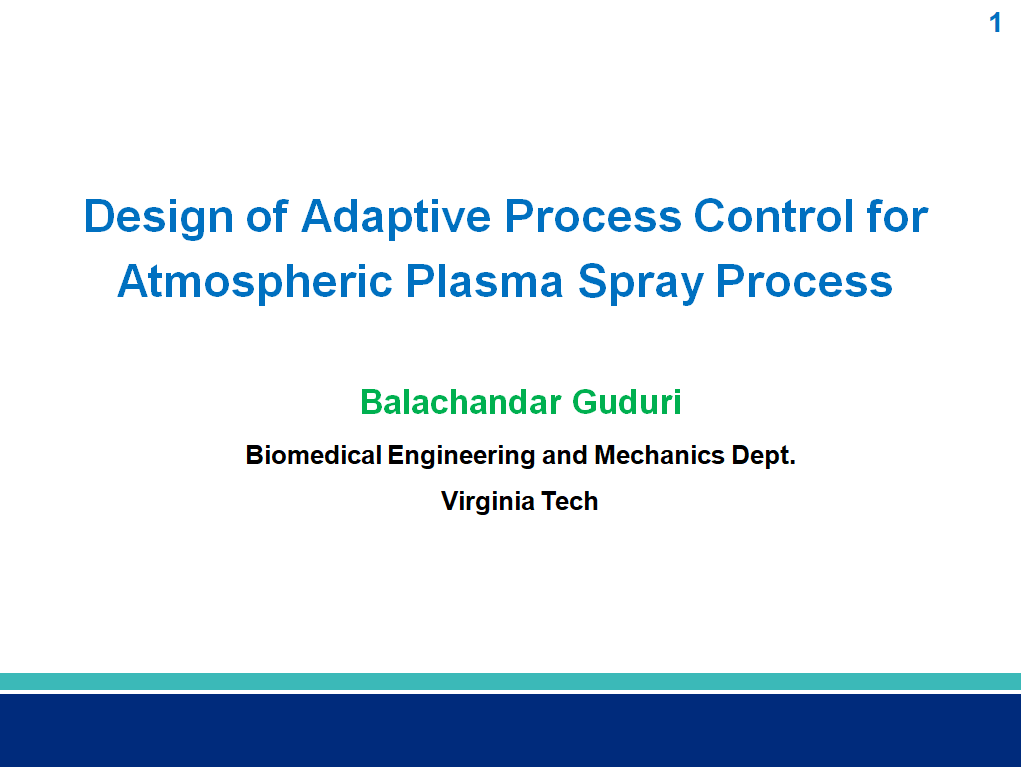 1
Design of Adaptive Process Control for
Atmospheric Plasma Spray Process
Balachandar Guduri
Biomedical Engineering and Mechanics Dept.
Virginia Tech